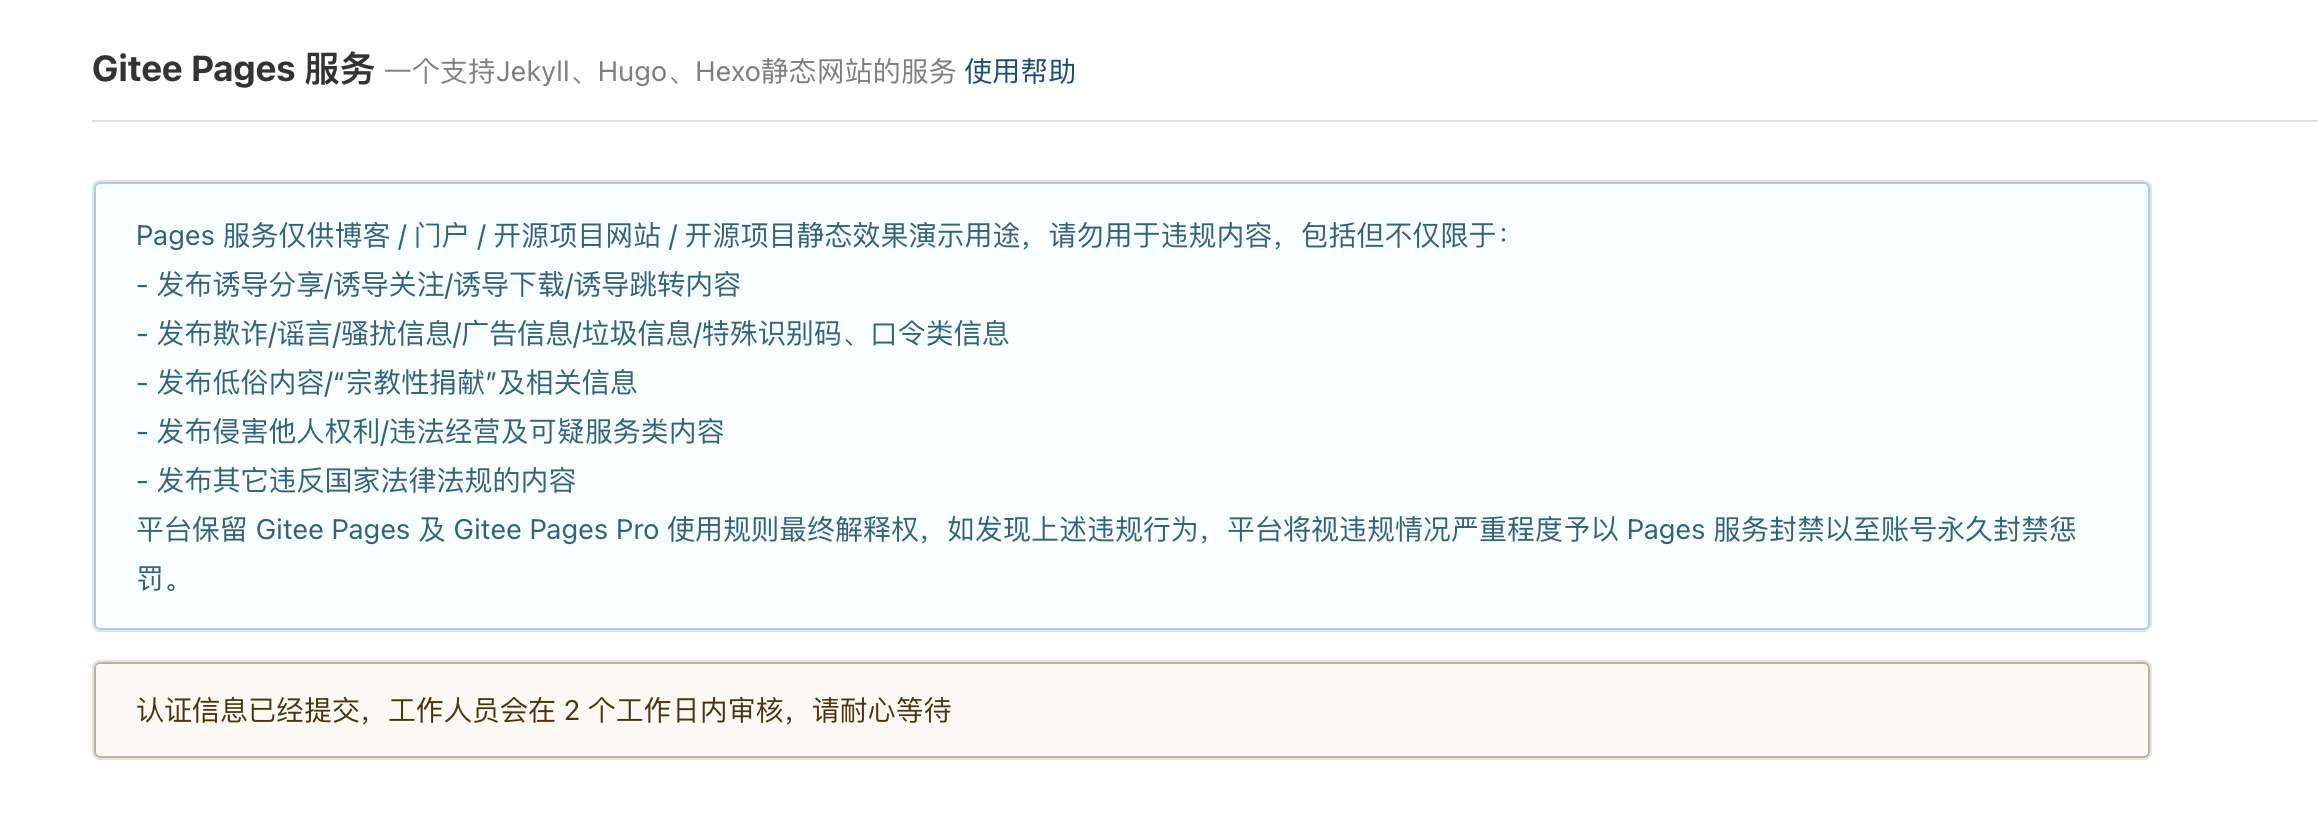 Gitee Pages 服务 一个支持Jekyll、Hugo、Hexo静态网站的服务 使用帮助
Pages 服务仅供博客 / 门户 / 开源项目网站 / 开源项目静态效果演示用途，请勿用于违规内容，包括但不仅限于：
- 发布诱导分享/诱导关注/诱导下载/诱导跳转内容
- 发布欺诈/谣言/骚扰信息/广告信息/垃圾信息/特殊识别码、口令类信息
- 发布低俗内容/“宗教性捐献”及相关信息
- 发布侵害他人权利/违法经营及可疑服务类内容
- 发布其它违反国家法律法规的内容
平台保留 Gitee Pages 及 Gitee Pages Pro 使用规则最终解释权，如发现上述违规行为，平台将视违规情况严重程度予以 Pages 服务封禁以至账号永久封禁惩
罚。
认证信息已经提交，工作人员会在 2 个工作日内审核，请耐心等待